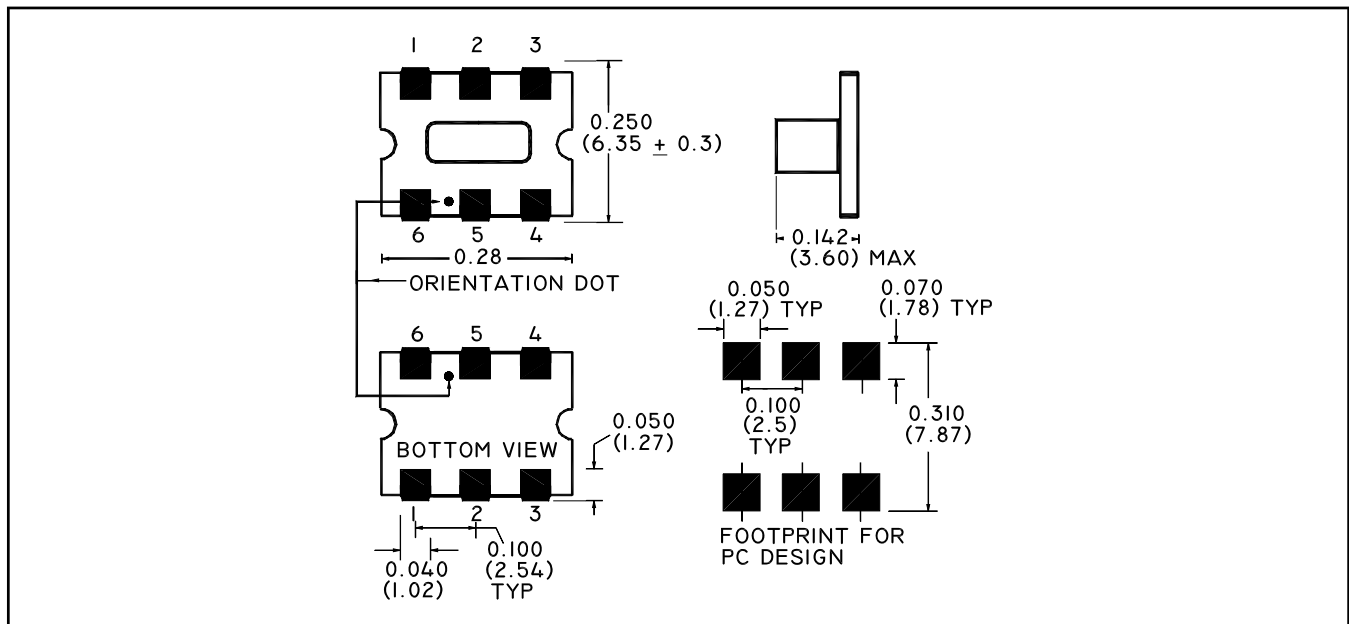 1 2 3
0.250
(6.35 ± 0.3)
6 5 4
0.28
ORIENTATION DOT
0.142
(3.60) MAX
6 5 4
BOTTOM VIEW
0.050
(1.27)
1 2 3
0.040
(1.02)
0.100
(2.54)
TYP
0.050
(1.27) TYP
0.070
(1.78) TYP
0.100
(2.5)
TYP
0.310
(7.87)
FOOTPRINT FOR
PC DESIGN